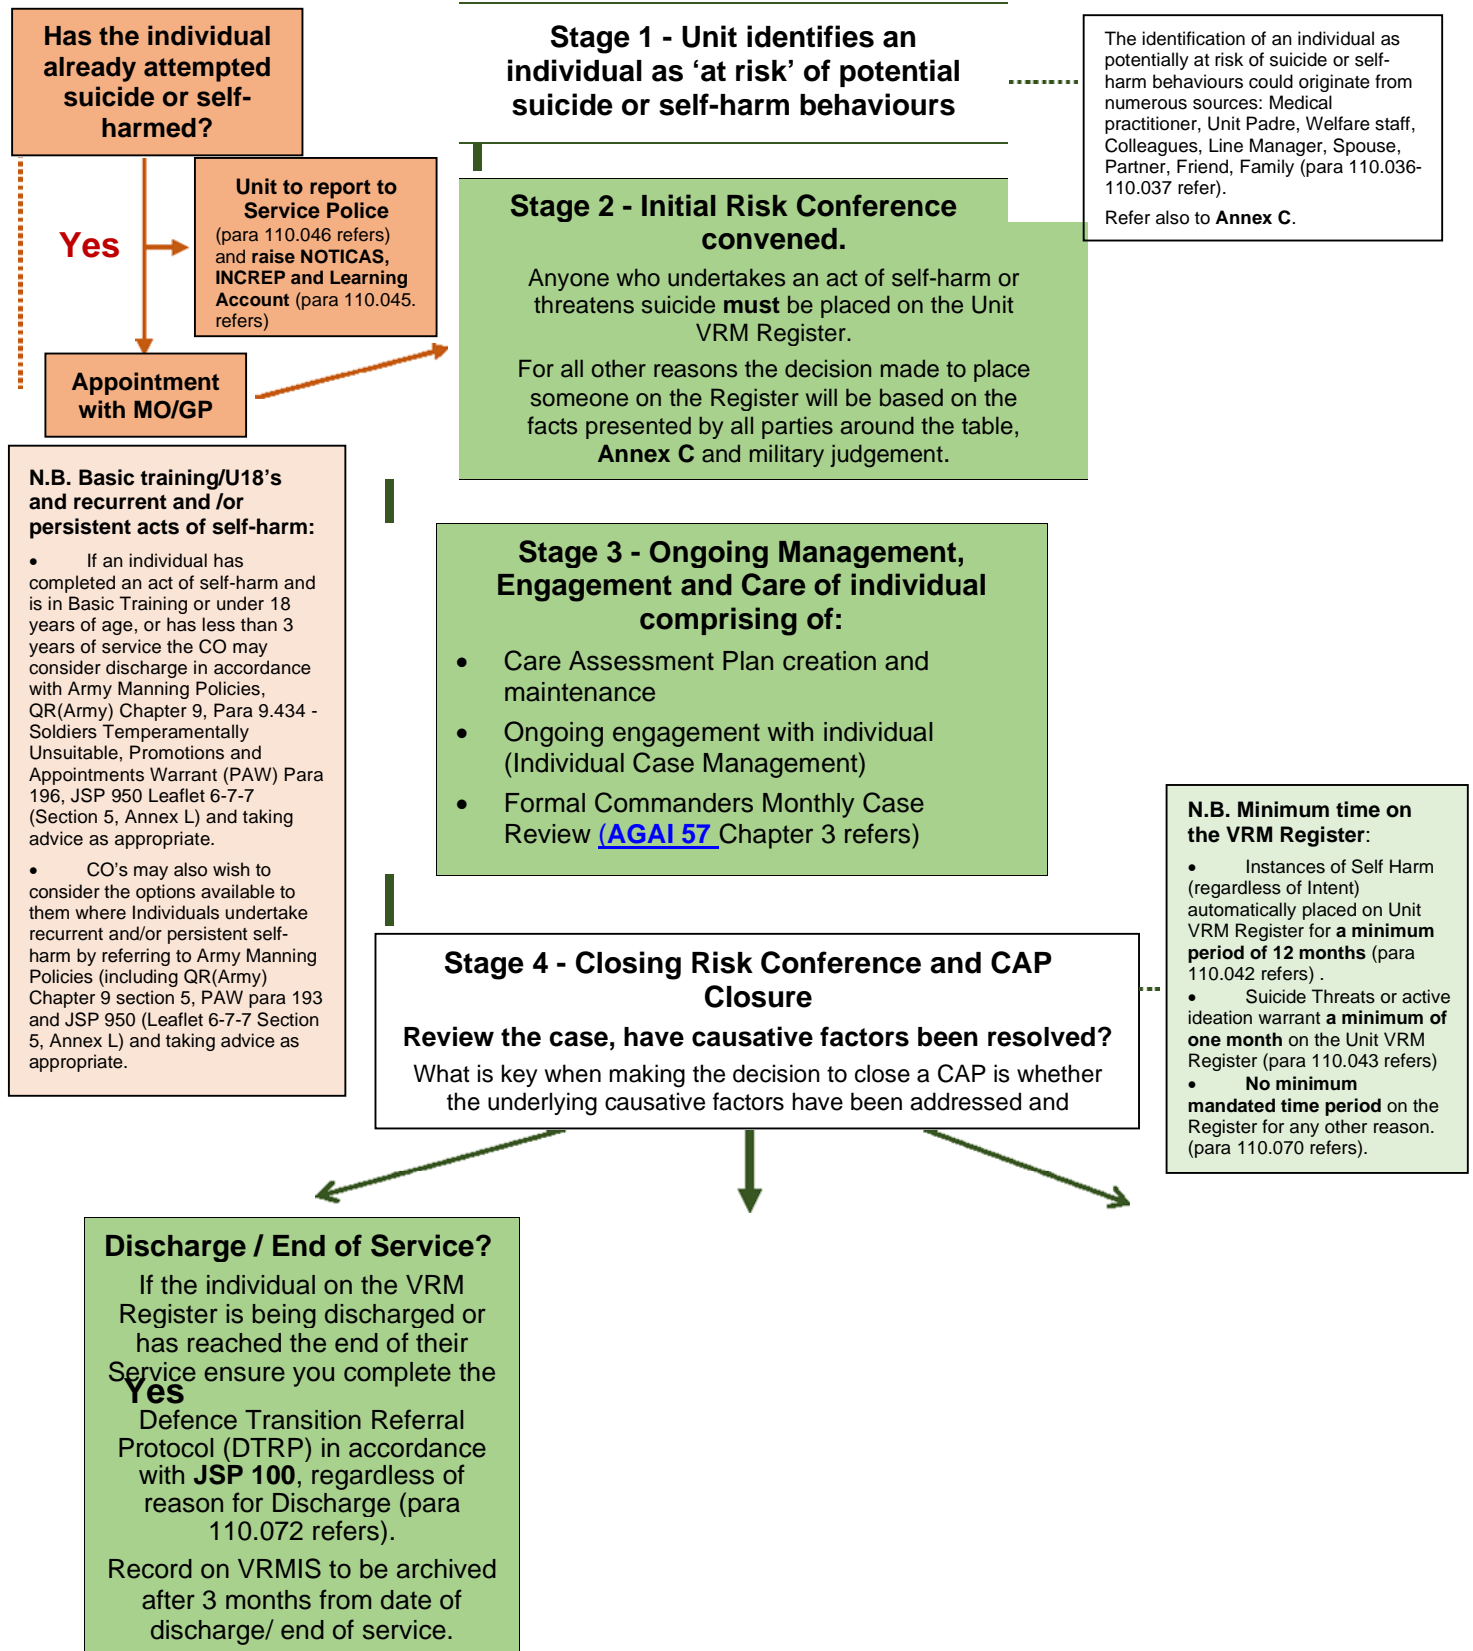 Has the individual
already attempted
suicide or self-
harmed?
Stage 1 - Unit identifies an
individual as ‘at risk’ of potential
suicide or self-harm behaviours
The identification of an individual as
potentially at risk of suicide or self-
harm behaviours could originate from
numerous sources: Medical
practitioner, Unit Padre, Welfare staff,
Colleagues, Line Manager, Spouse,
Partner, Friend, Family (para 110.036-
110.037 refer).
Refer also to Annex C.
Yes
Unit to report to
Service Police
(para 110.046 refers)
and raise NOTICAS,
INCREP and Learning
Account (para 110.045.
refers)
Appointment
with MO/GP
Stage 2 - Initial Risk Conference
convened.
Anyone who undertakes an act of self-harm or
threatens suicide must be placed on the Unit
VRM Register.
For all other reasons the decision made to place
someone on the Register will be based on the
facts presented by all parties around the table,
Annex C and military judgement.
N.B. Basic training/U18’s
and recurrent and /or
persistent acts of self-harm:
• If an individual has
completed an act of self-harm and
is in Basic Training or under 18
years of age, or has less than 3
years of service the CO may
consider discharge in accordance
with Army Manning Policies,
QR(Army) Chapter 9, Para 9.434 -
Soldiers Temperamentally
Unsuitable, Promotions and
Appointments Warrant (PAW) Para
196, JSP 950 Leaflet 6-7-7
(Section 5, Annex L) and taking
advice as appropriate.
• CO’s may also wish to
consider the options available to
them where Individuals undertake
recurrent and/or persistent self-
harm by referring to Army Manning
Policies (including QR(Army)
Chapter 9 section 5, PAW para 193
and JSP 950 (Leaflet 6-7-7 Section
5, Annex L) and taking advice as
appropriate.
Stage 3 - Ongoing Management,
Engagement and Care of individual
comprising of:
• Care Assessment Plan creation and
maintenance
• Ongoing engagement with individual
(Individual Case Management)
• Formal Commanders Monthly Case
Review (AGAI 57 Chapter 3 refers)
N.B. Minimum time on
the VRM Register:
• Instances of Self Harm
(regardless of Intent)
automatically placed on Unit
VRM Register for a minimum
period of 12 months (para
110.042 refers) .
• Suicide Threats or active
ideation warrant a minimum of
one month on the Unit VRM
Register (para 110.043 refers)
• No minimum
mandated time period on the
Register for any other reason.
(para 110.070 refers).
Stage 4 - Closing Risk Conference and CAP
Closure
Review the case, have causative factors been resolved?
What is key when making the decision to close a CAP is whether
the underlying causative factors have been addressed and
Discharge / End of Service?
If the individual on the VRM
Register is being discharged or
has reached the end of their
Service ensure you complete the
Yes
Defence Transition Referral
Protocol (DTRP) in accordance
with JSP 100, regardless of
reason for Discharge (para
110.072 refers).
Record on VRMIS to be archived
after 3 months from date of
discharge/ end of service.